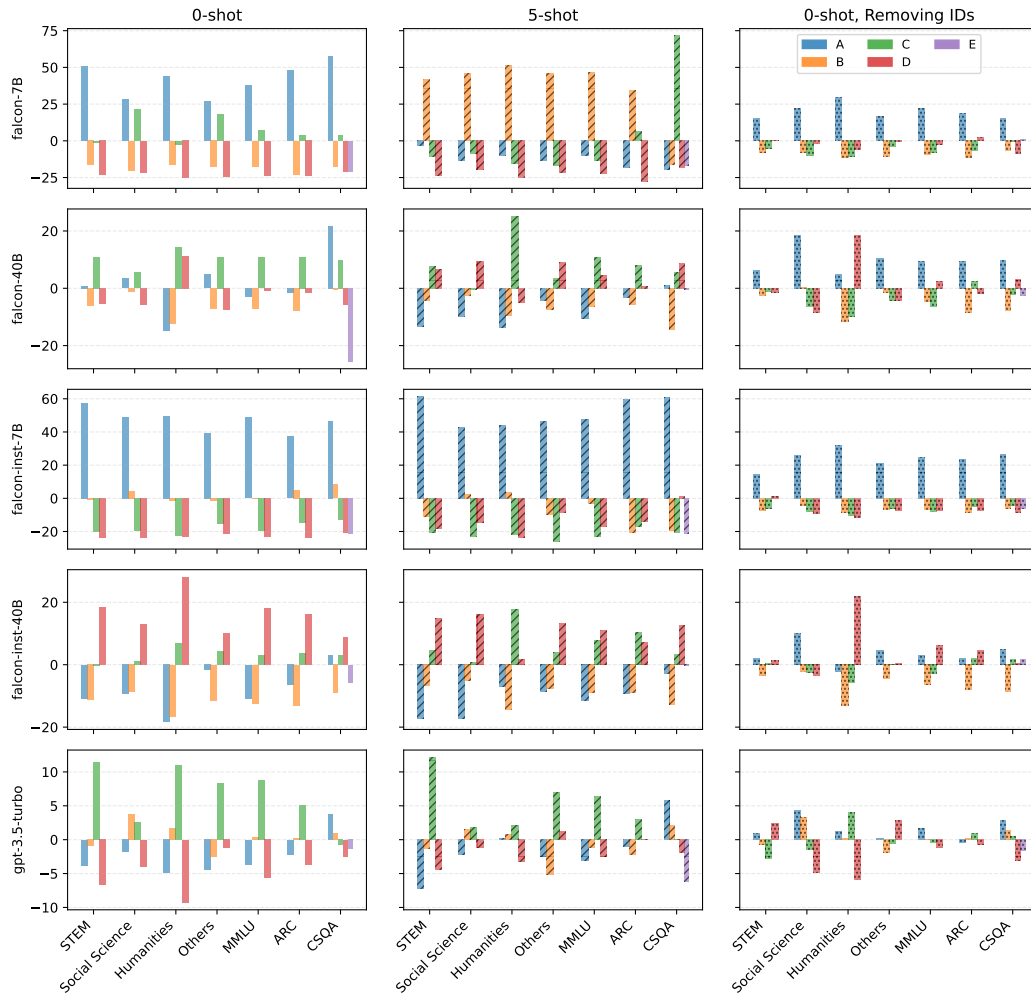 0-shot
5-shot
0-shot, Removing IDs
falcon-7B
75
50
25
0
−25
A
B
C
D
E
falcon-40B
20
0
−20
falcon-inst-7B
60
40
20
0
−20
falcon-inst-40B
20
0
−20
gpt-3.5-turbo
10
5
0
−5
−10
STEM
Social Science
Humanities
Others
MMLU
ARC
CSQA
STEM
Social Science
Humanities
Others
MMLU
ARC
CSQA
STEM
Social Science
Humanities
Others
MMLU
ARC
CSQA